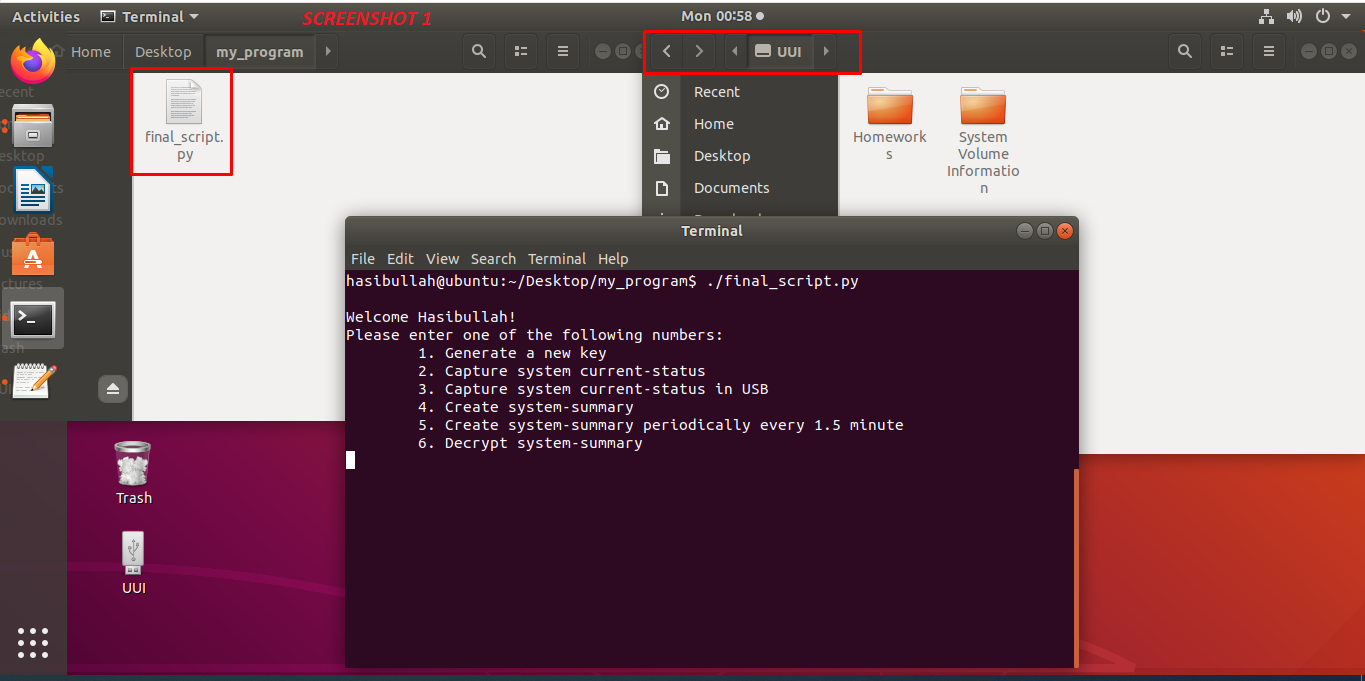 Activities
Terminal
SCREENSHOT 1
Mon 00:58
Home
Desktop
my_program
UUI
ecent
esktop
ownloads
ctures
ash
final_script.
py
Recent
Home
Desktop
Documents
Homework
s
System
Volume
Informatio
n
Terminal
File Edit View Search Terminal Help
hasibullah@ubuntu:~/Desktop/my_program$ ./final_script.py
Welcome Hasibullah!
Please enter one of the following numbers:
1. Generate a new key
2. Capture system current-status
3. Capture system current-status in USB
4. Create system-summary
5. Create system-summary periodically every 1.5 minute
6. Decrypt system-summary
Trash
UUI